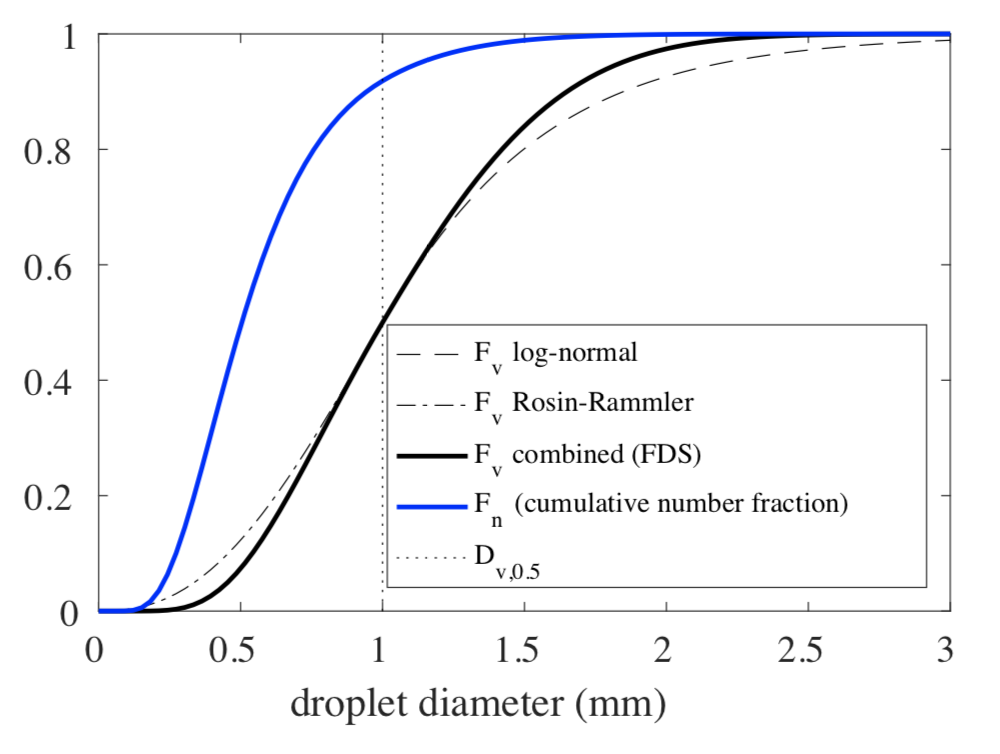 1
0.8
0.6
0.4
0.2
0
F_v log-normal
F_v Rosin-Rammler
F_v combined (FDS)
F_n (cumulative number fraction)
D_v,0.5
0 0.5 1 1.5 2 2.5 3
droplet diameter (mm)